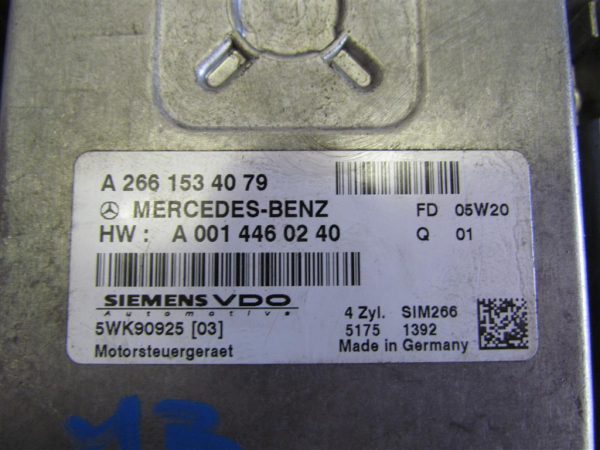 A 266 153 40 79
MERCEDES-BENZ
FD 05W20
HW : A 001 446 02 40
Q 01
SIEMENS VDO
Automotive
4 Zyl. SIM266
5WK90925 [03]
5175 1392
Motorsteuergeraet
Made in Germany